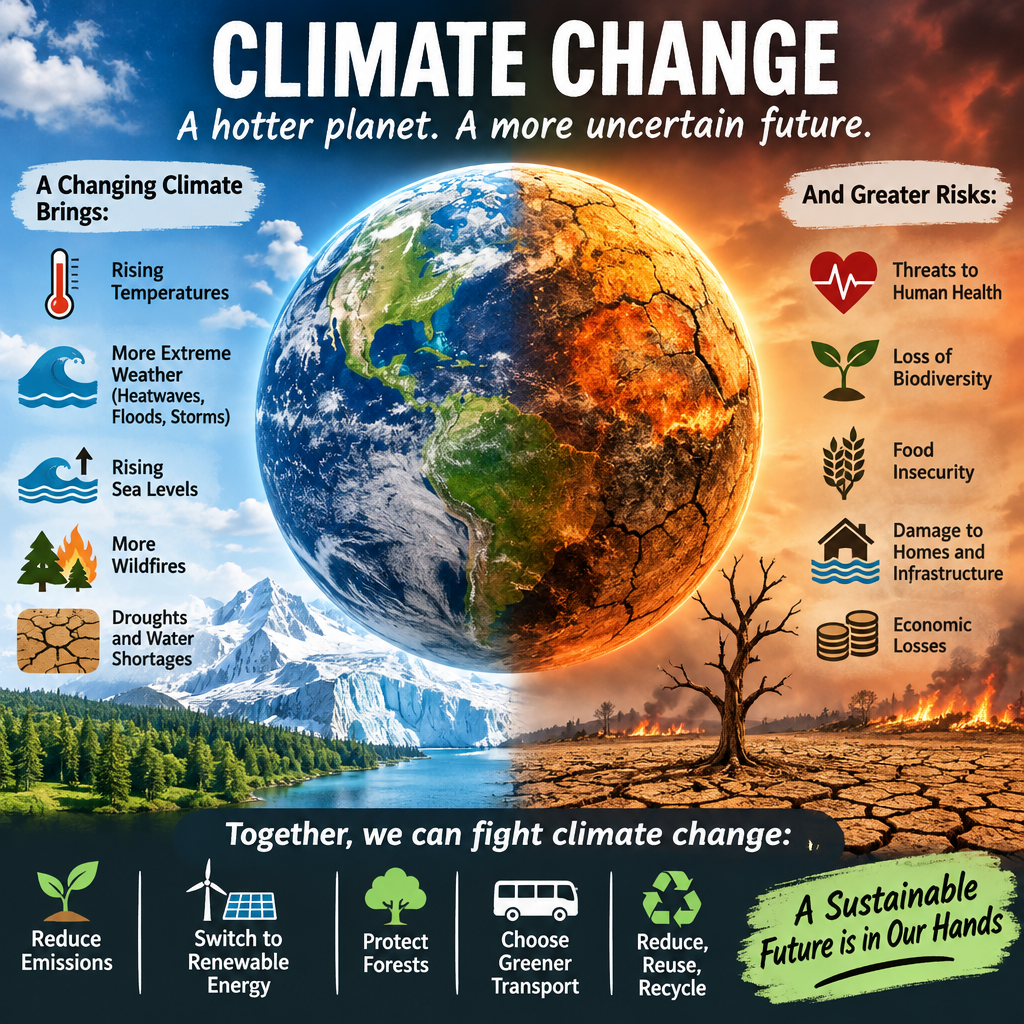 CLIMATE CHANGE
A hotter planet. A more uncertain future.
A Changing Climate
Brings:
Rising
Temperatures
More Extreme
Weather
(Heatwaves,
Floods, Storms)
Rising
Sea Levels
More
Wildfires
Droughts
and Water
Shortages
And Greater Risks:
Threats to
Human Health
Loss of
Biodiversity
Food
Insecurity
Damage to
Homes and
Infrastructure
Economic
Losses
Together, we can fight climate change:
Reduce
Emissions
Switch to
Renewable
Energy
Protect
Forests
Choose
Greener
Transport
Reduce,
Reuse,
Recycle
A Sustainable
Future is in Our Hands